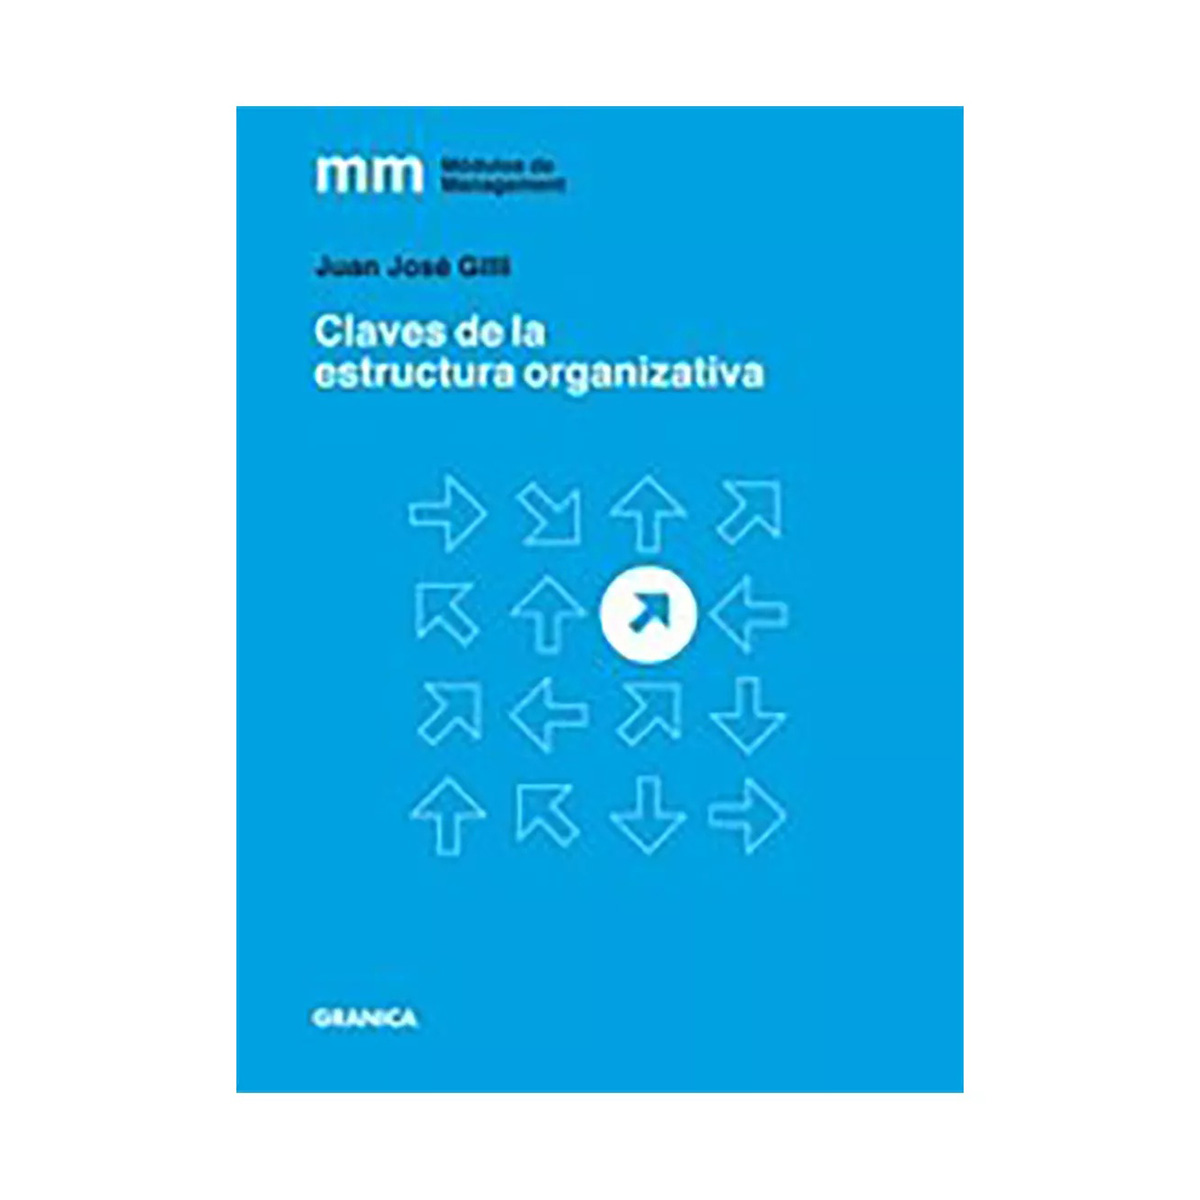 mm
Módulos de
Management
Juan José Gilli
Claves de la
estructura organizativa
GRANICA